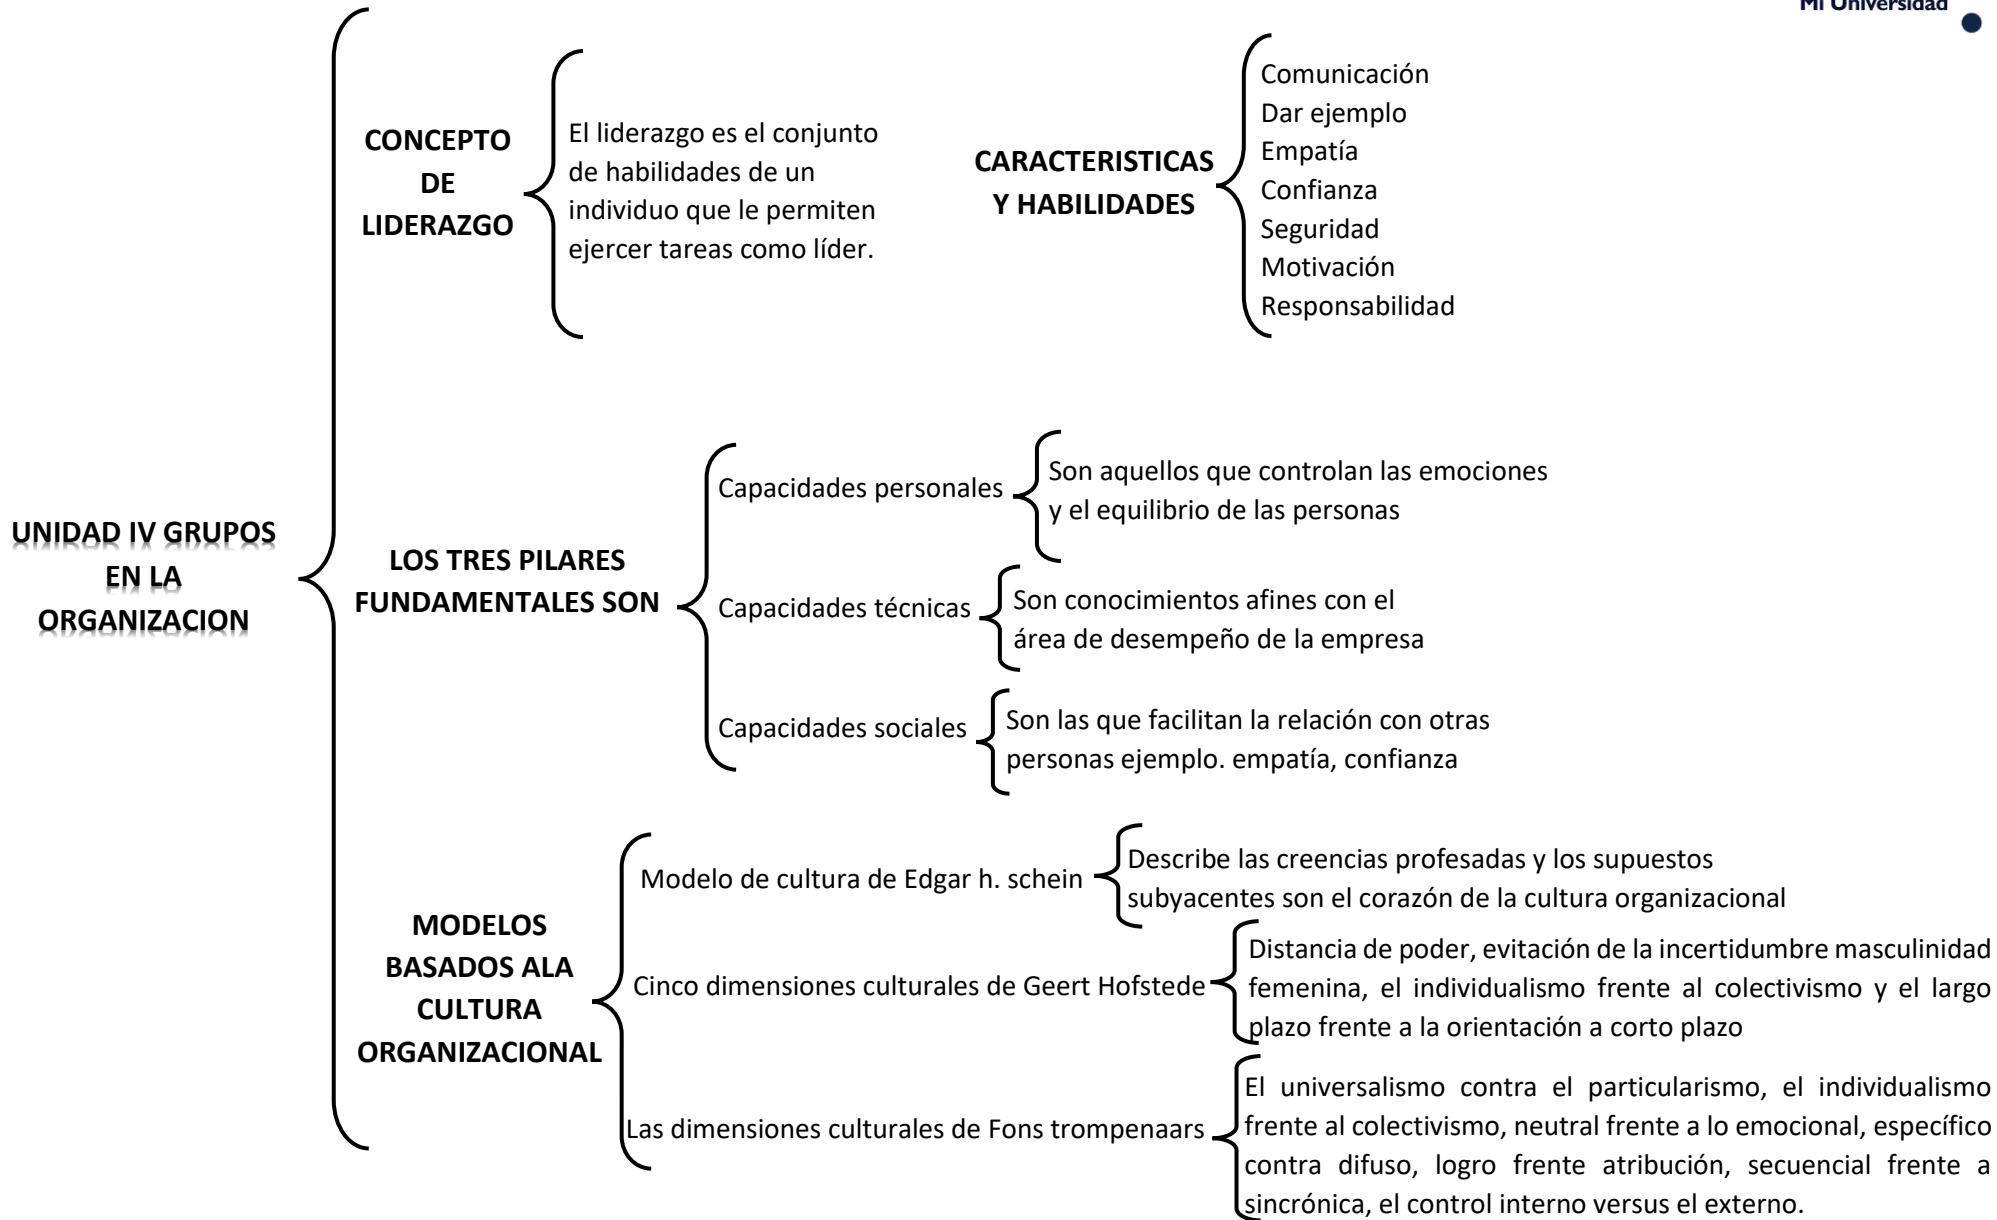 Mi Universidad
CONCEPTO
DE
LIDERAZGO
El liderazgo es el conjunto
de habilidades de un
individuo que le permiten
ejercer tareas como líder.
CARACTERISTICAS
Y HABILIDADES
Comunicación
Dar ejemplo
Empatía
Confianza
Seguridad
Motivación
Responsabilidad
UNIDAD IV GRUPOS
EN LA
ORGANIZACION
LOS TRES PILARES
FUNDAMENTALES SON
Capacidades personales
Son aquellos que controlan las emociones
y el equilibrio de las personas
Capacidades técnicas
Son conocimientos afines con el
área de desempeño de la empresa
Capacidades sociales
Son las que facilitan la relación con otras
personas ejemplo. empatía, confianza
MODELOS
BASADOS ALA
CULTURA
ORGANIZACIONAL
Modelo de cultura de Edgar h. schein
Describe las creencias profesadas y los supuestos
subyacentes son el corazón de la cultura organizacional
Cinco dimensiones culturales de Geert Hofstede
Distancia de poder, evitación de la incertidumbre masculinidad
femenina, el individualismo frente al colectivismo y el largo
plazo frente a la orientación a corto plazo
Las dimensiones culturales de Fons trompenaars
El universalismo contra el particularismo, el individualismo
frente al colectivismo, neutral frente a lo emocional, específico
contra difuso, logro frente atribución, secuencial frente a
sincrónica, el control interno versus el externo.